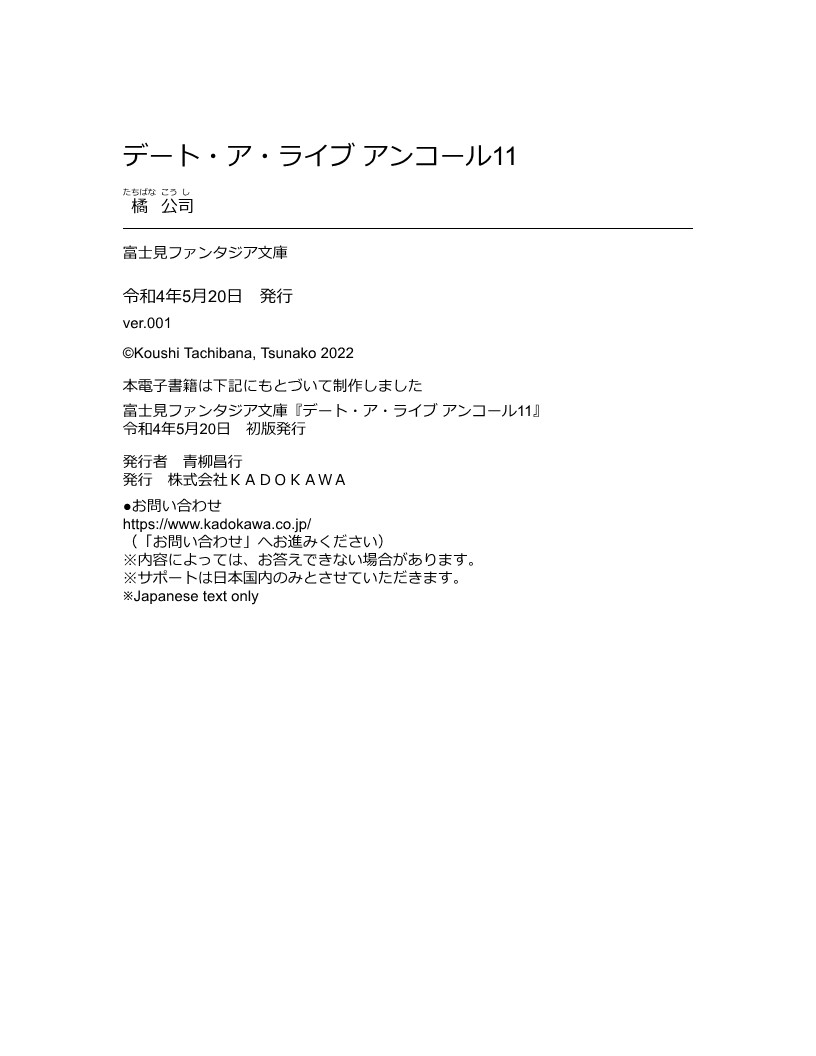 デート・ア・ライブ アンコール11
たちばな こう し
橘 公司
富士見ファンタジア文庫
令和4年5月20日　発行
ver.001
©Koushi Tachibana, Tsunako 2022
本電子書籍は下記にもとづいて制作しました
富士見ファンタジア文庫『デート・ア・ライブ アンコール11』
令和4年5月20日　初版発行
発行者　青柳昌行
発行　株式会社ＫＡＤＯＫＡＷＡ
●お問い合わせ
https://www.kadokawa.co.jp/
（「お問い合わせ」へお進みください）
※内容によっては、お答えできない場合があります。
※サポートは日本国内のみとさせていただきます。
※Japanese text only